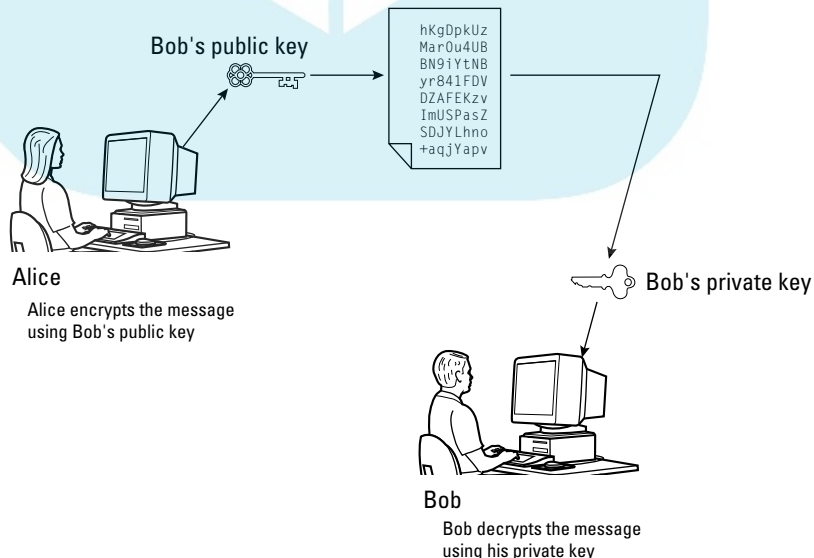 Bob's public key
hKgDpkUz
MarOu4UB
BN9iYtNB
yr841FDV
DZAFEKzv
ImUSPasZ
SDJYLhno
+aqjYapv
Alice
Alice encrypts the message
using Bob's public key
Bob's private key
Bob
Bob decrypts the message
using his private key